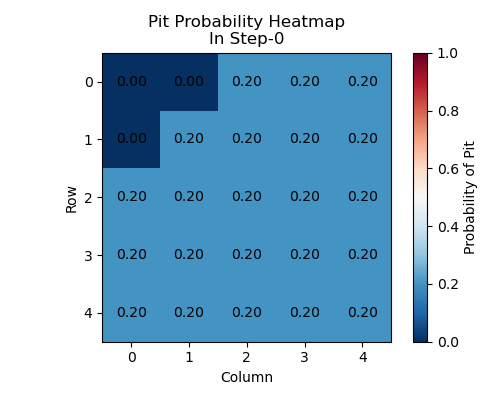 Pit Probability Heatmap
In Step-0
0 0.00 0.00 0.20 0.20 0.20
1 0.00 0.20 0.20 0.20 0.20
2 0.20 0.20 0.20 0.20 0.20
3 0.20 0.20 0.20 0.20 0.20
4 0.20 0.20 0.20 0.20 0.20
0 1 2 3 4
Row
Column
1.0
0.8
0.6
0.4
0.2
0.0
Probability of Pit